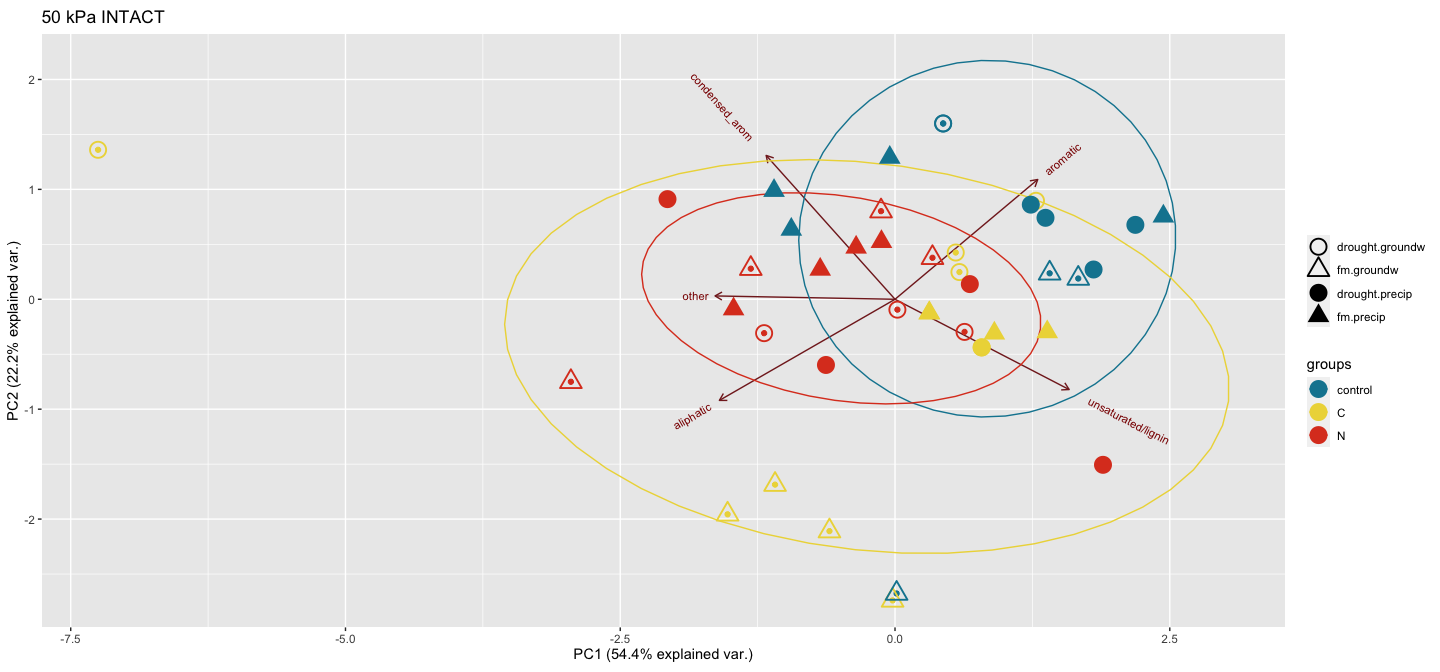 50 kPa INTACT
PC2 (22.2% explained var.)
2
1
0
-1
-2
condensed_arom
aromatic
other
aliphatic
unsaturated/lignin
-7.5
-5.0
-2.5
0.0
2.5
PC1 (54.4% explained var.)
drought.groundw
fm.groundw
drought.precip
fm.precip
groups
control
C
N